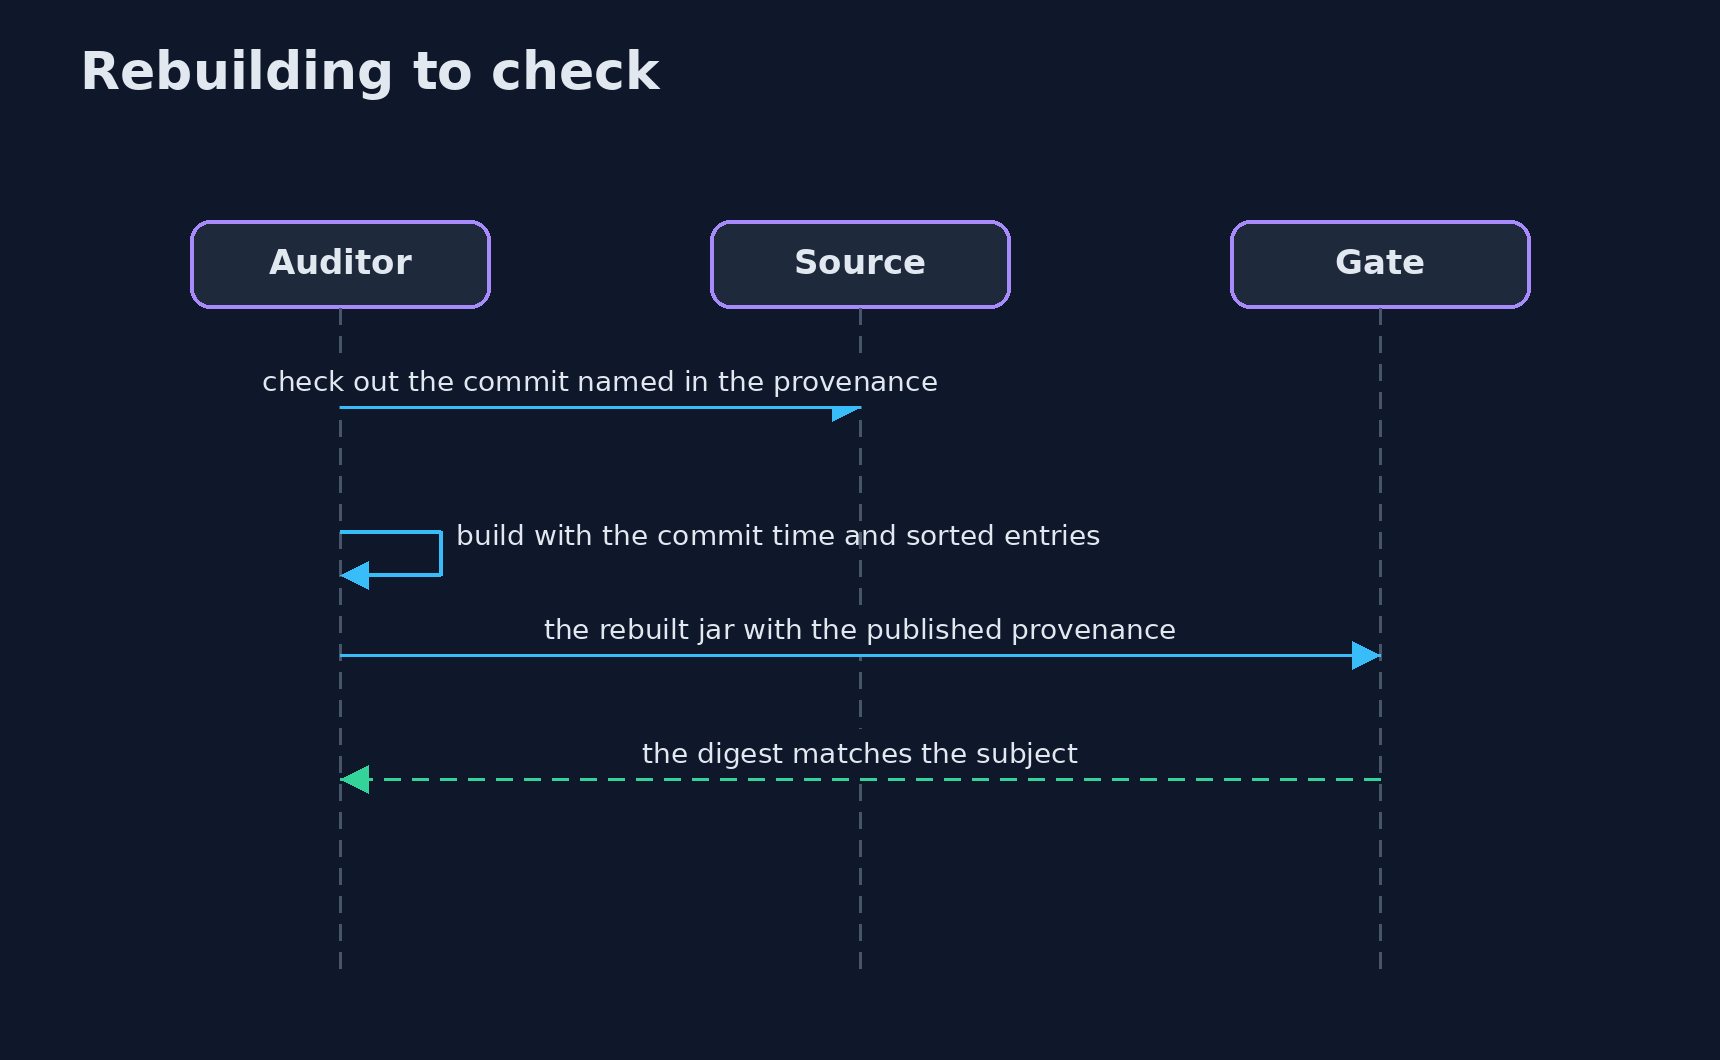 Rebuilding to check
Auditor
Source
Gate
check out the commit named in the provenance
build with the commit time and sorted entries
the rebuilt jar with the published provenance
the digest matches the subject